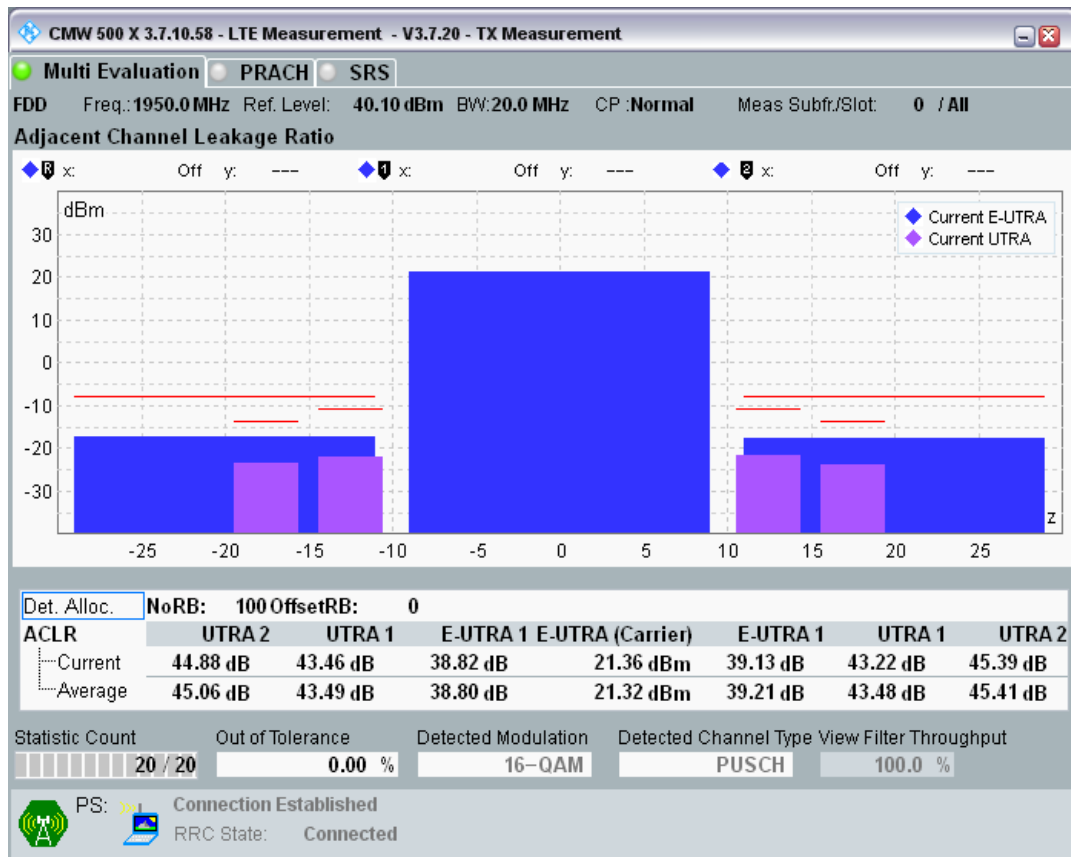 CMW 500 X 3.7.10.58 - LTE Measurement - V3.7.20 - TX Measurement
Multi Evaluation PRACH SRS
FDD Freq.:1950.0 MHz Ref. Level: 40.10 dBm BW:20.0 MHz CP :Normal Meas Subfr./Slot: 0 / All
Adjacent Channel Leakage Ratio
R x: Off y: --- 1 x: Off y: --- 2 x: Off y: ---
dBm
Current E-UTRA
Current UTRA
30
20
10
0
-10
-20
-30
z
-25 -20 -15 -10 -5 0 5 10 15 20 25
Det. Alloc. NoRB: 100 OffsetRB: 0
ACLR UTRA 2 UTRA 1 E-UTRA 1 E-UTRA (Carrier) E-UTRA 1 UTRA 1 UTRA 2
Current 44.88 dB 43.46 dB 38.82 dB 21.36 dBm 39.13 dB 43.22 dB 45.39 dB
Average 45.06 dB 43.49 dB 38.80 dB 21.32 dBm 39.21 dB 43.48 dB 45.41 dB
Statistic Count Out of Tolerance Detected Modulation Detected Channel Type View Filter Throughput
20 / 20 0.00 % 16-QAM PUSCH 100.0 %
PS: Connection Established
RRC State: Connected